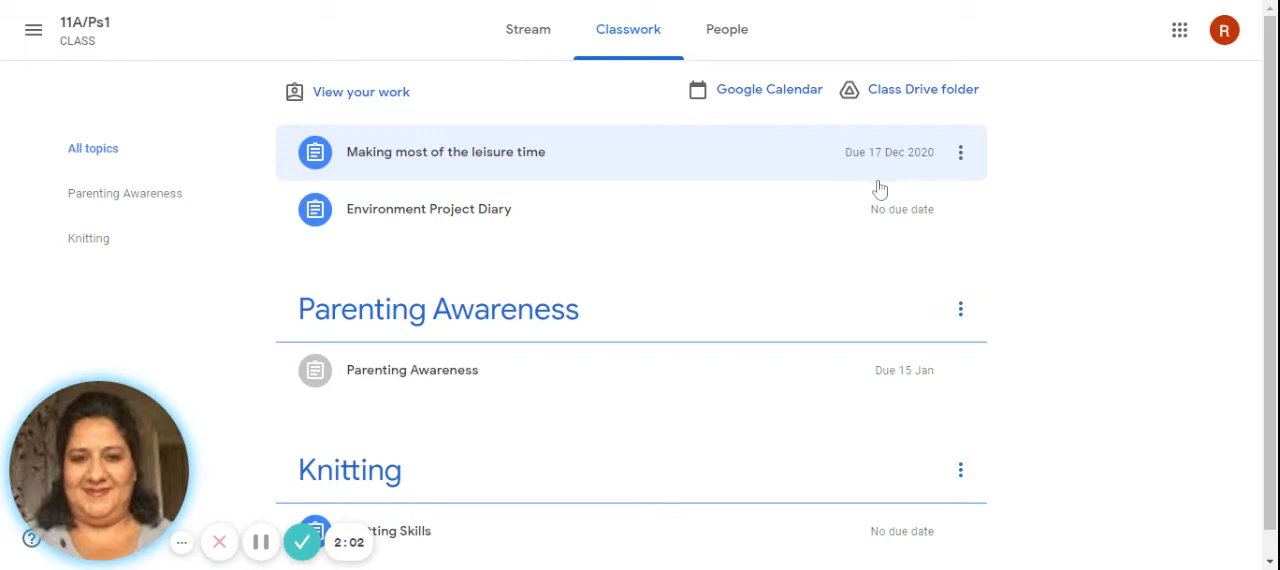 11A/Ps1
CLASS
Stream
Classwork
People
R
View your work
Google Calendar
Class Drive folder
All topics
Parenting Awareness
Knitting
Making most of the leisure time
Due 17 Dec 2020
Environment Project Diary
No due date
Parenting Awareness
Parenting Awareness
Due 15 Jan
Knitting
tting Skills
No due date
2:02